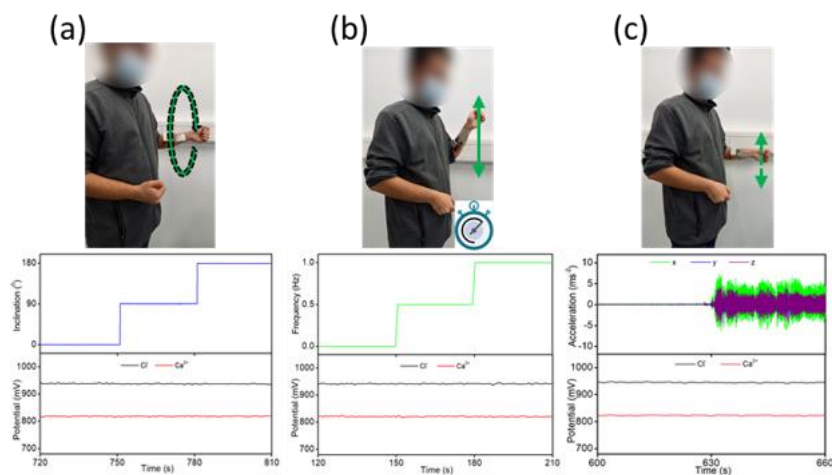 (a)
(b)
(c)
180
90
0
Inclination (°)
1000
900
800
700
Potential (mV)
Cl⁻ Ca²⁺
720 750 780 810
Time (s)
1.0
0.5
0.0
Frequency (Hz)
1000
900
800
700
Potential (mV)
Cl⁻ Ca²⁺
120 150 180 210
Time (s)
10
5
0
-5
-10
Acceleration (ms⁻²)
x y z
1000
900
800
700
Potential (mV)
Cl⁻ Ca²⁺
600 630 660
Time (s)